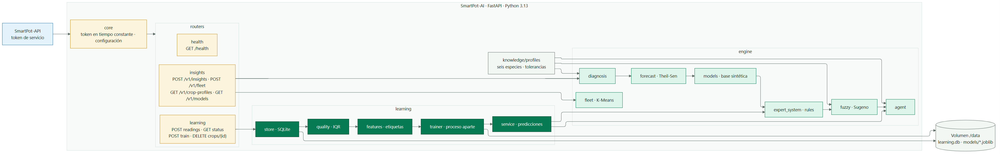 SmartPot-AI · FastAPI · Python 3.13
SmartPot-API
token de servicio
core
token en tiempo constante ·
configuración
routers
health
GET /health
insights
POST /v1/insights · POST
/v1/fleet
GET /v1/crop-profiles · GET
/v1/models
learning
POST readings · GET status
POST train · DELETE crops/{id}
learning
store · SQLite
quality · IQR
features · etiquetas
trainer · proceso aparte
service · predicciones
knowledge/profiles
seis especies · tolerancias
engine
diagnosis
forecast · Theil-Sen
models · base sintética
fleet · K-Means
expert_system · rules
fuzzy · Sugeno
agent
Volumen /data
learning.db · models/*.joblib